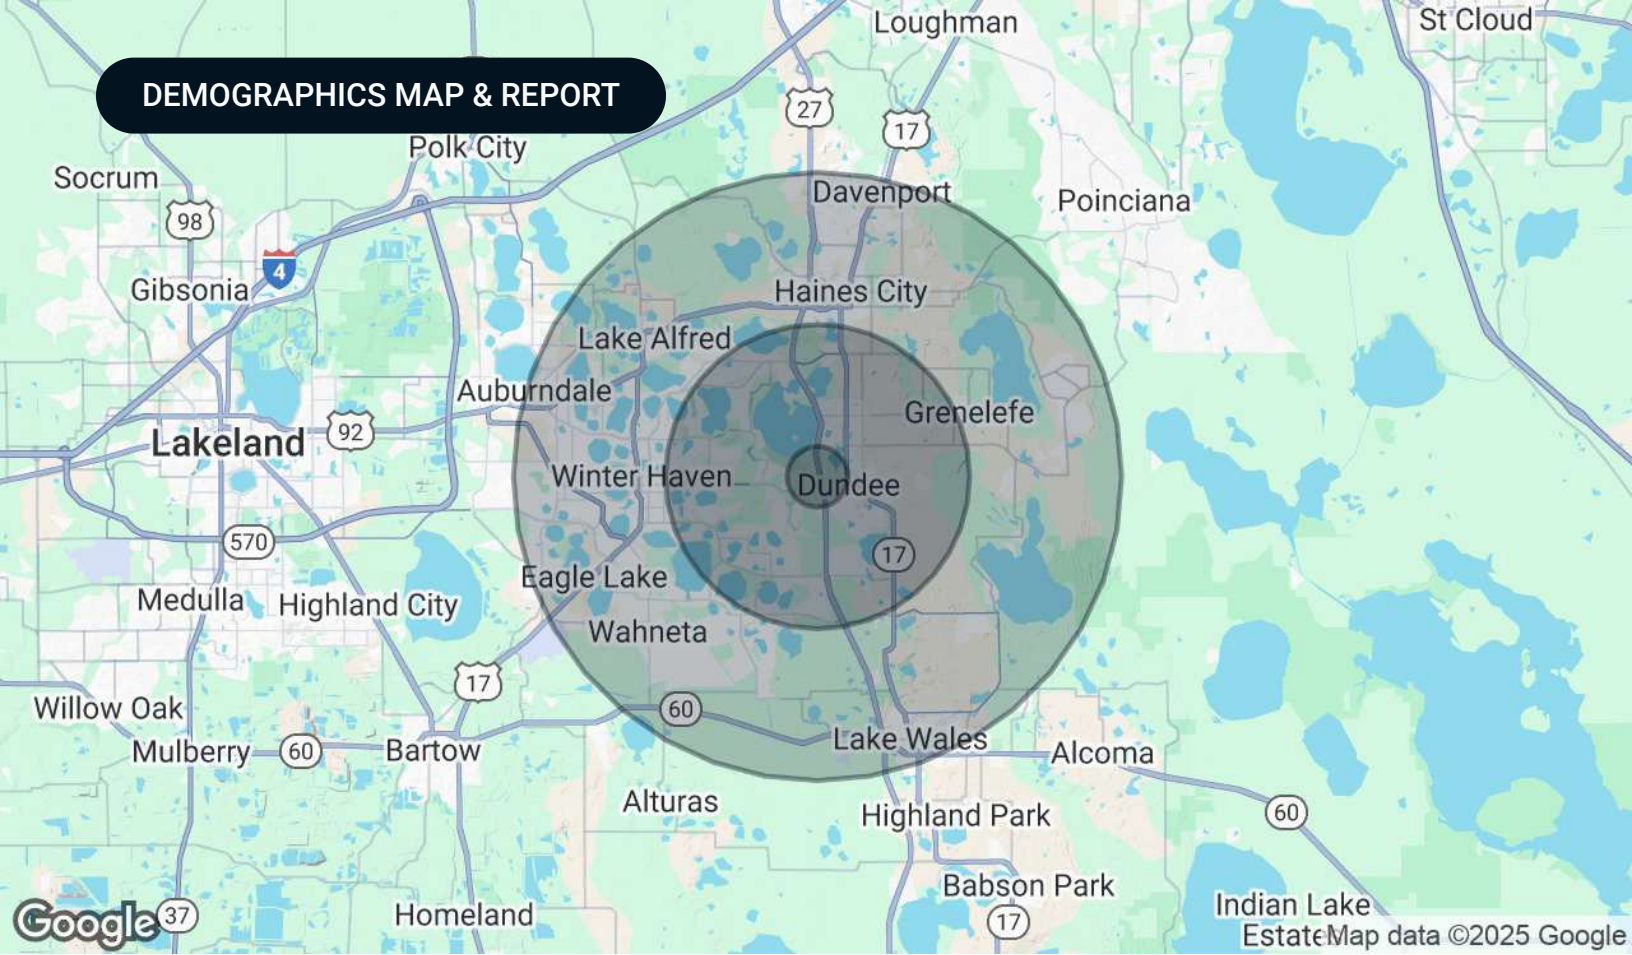 Loughman
St Cloud
DEMOGRAPHICS MAP & REPORT
27
17
Polk City
Socrum
Davenport
Poinciana
98
4
Gibsonia
Haines City
Lake Alfred
Auburndale
Grenelefe
92
Lakeland
Winter Haven
Dundee
570
17
Eagle Lake
Medulla
Highland City
Wahneta
17
Willow Oak
60
Mulberry
60
Bartow
Lake Wales
Alcoma
Alturas
Highland Park
60
Babson Park
Google
37
Homeland
17
Indian Lake
Estate
Map data ©2025 Google